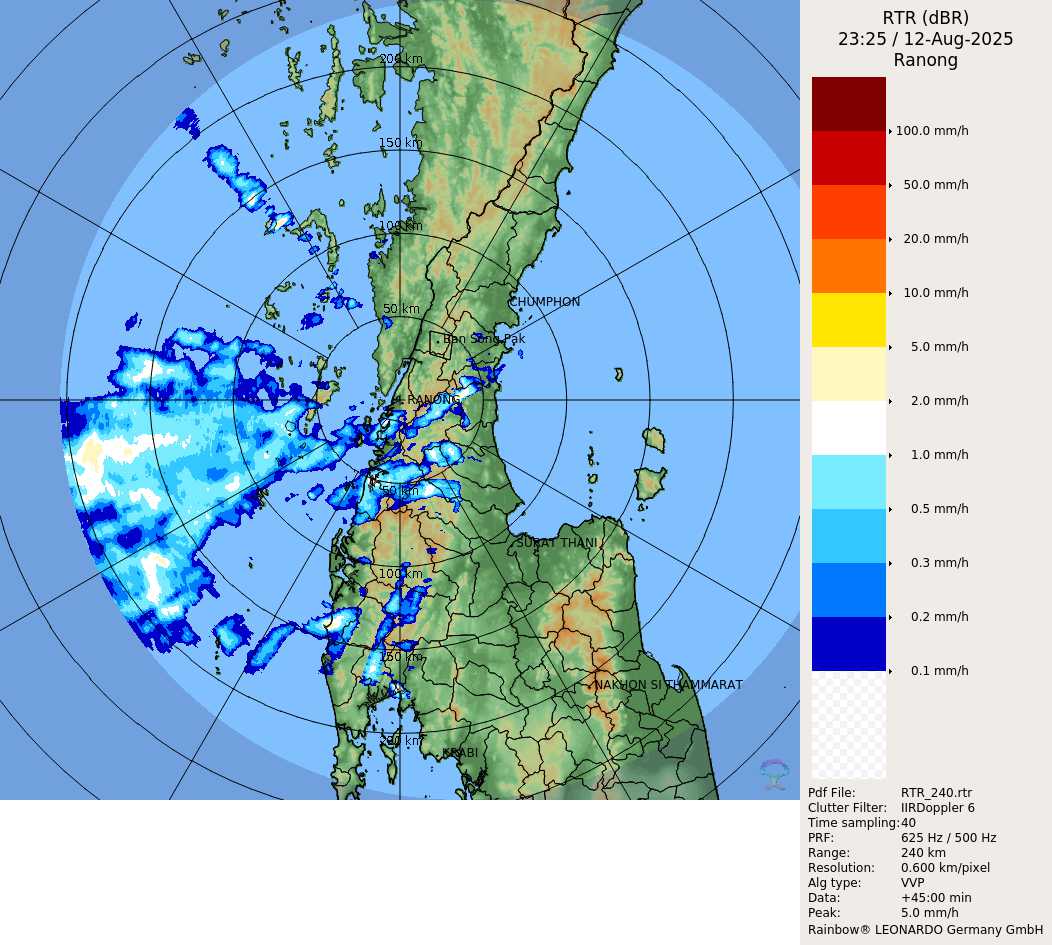 RTR (dBR)
23:25 / 12-Aug-2025
Ranong
200 km
150 km
100 km
50 km
CHUMPHON
Ban Song Pak
RANONG
50 km
SURAT THANI
100 km
150 km
NAKHON SI THAMMARAT
200 km
KRABI
100.0 mm/h
50.0 mm/h
20.0 mm/h
10.0 mm/h
5.0 mm/h
2.0 mm/h
1.0 mm/h
0.5 mm/h
0.3 mm/h
0.2 mm/h
0.1 mm/h
Pdf File: RTR_240.rtr
Clutter Filter: IIRDoppler 6
Time sampling: 40
PRF: 625 Hz / 500 Hz
Range: 240 km
Resolution: 0.600 km/pixel
Alg type: VVP
Data: +45:00 min
Peak: 5.0 mm/h
Rainbow® LEONARDO Germany GmbH